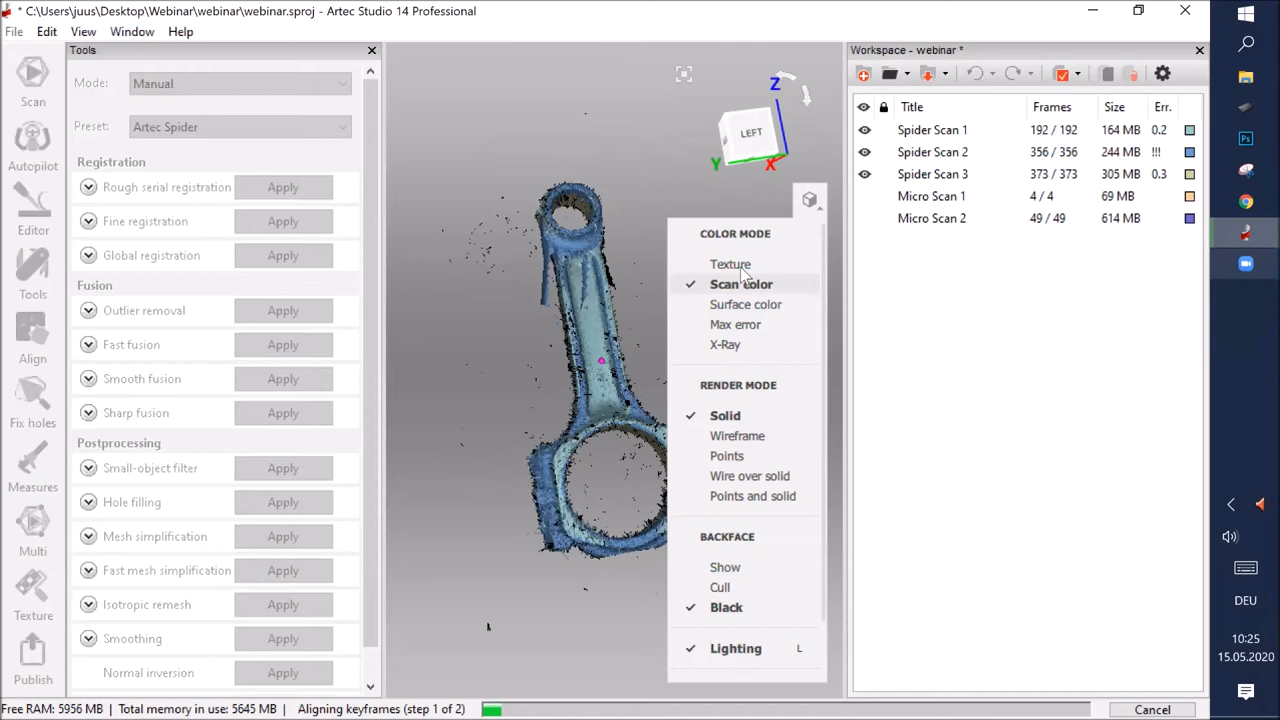 * C:\Users\juus\Desktop\Webinar\webinar\webinar.sproj - Artec Studio 14 Professional
File Edit View Window Help
Scan
Autopilot
Editor
Tools
Align
Fix holes
Measures
Multi
Texture
Publish
Tools
Mode: Manual
Preset: Artec Spider
Registration
Rough serial registration Apply
Fine registration Apply
Global registration Apply
Fusion
Outlier removal Apply
Fast fusion Apply
Smooth fusion Apply
Sharp fusion Apply
Postprocessing
Small-object filter Apply
Hole filling Apply
Mesh simplification Apply
Fast mesh simplification Apply
Isotropic remesh Apply
Smoothing Apply
Normal inversion Apply
Z
LEFT
Y X
COLOR MODE
Texture
Scan color
Surface color
Max error
X-Ray
RENDER MODE
Solid
Wireframe
Points
Wire over solid
Points and solid
BACKFACE
Show
Cull
Black
Lighting L
Workspace - webinar *
Title Frames Size Err.
Spider Scan 1 192 / 192 164 MB 0.2
Spider Scan 2 356 / 356 244 MB !!!
Spider Scan 3 373 / 373 305 MB 0.3
Micro Scan 1 4 / 4 69 MB
Micro Scan 2 49 / 49 614 MB
Free RAM: 5956 MB | Total memory in use: 5645 MB | Aligning keyframes (step 1 of 2)
Cancel
Ps
DEU
10:25
15.05.2020